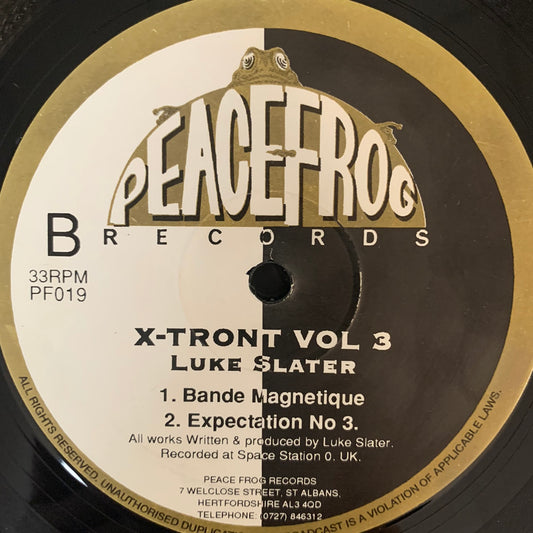 PEACEFROG
RECORDS
B
33RPM
PF019
X-TRONT VOL 3
LUKE SLATER
1. Bande Magnetique
2. Expectation No 3.
All works Written & produced by Luke Slater.
Recorded at Space Station 0. UK.
PEACE FROG RECORDS
7 WELCLOSE STREET, ST ALBANS,
HERTFORDSHIRE AL3 4QD
TELEPHONE: (0727) 846312
ALL RIGHTS RESERVED. UNAUTHORISED DUPLICATION BROADCAST IS A VIOLATION OF APPLICABLE LAWS.